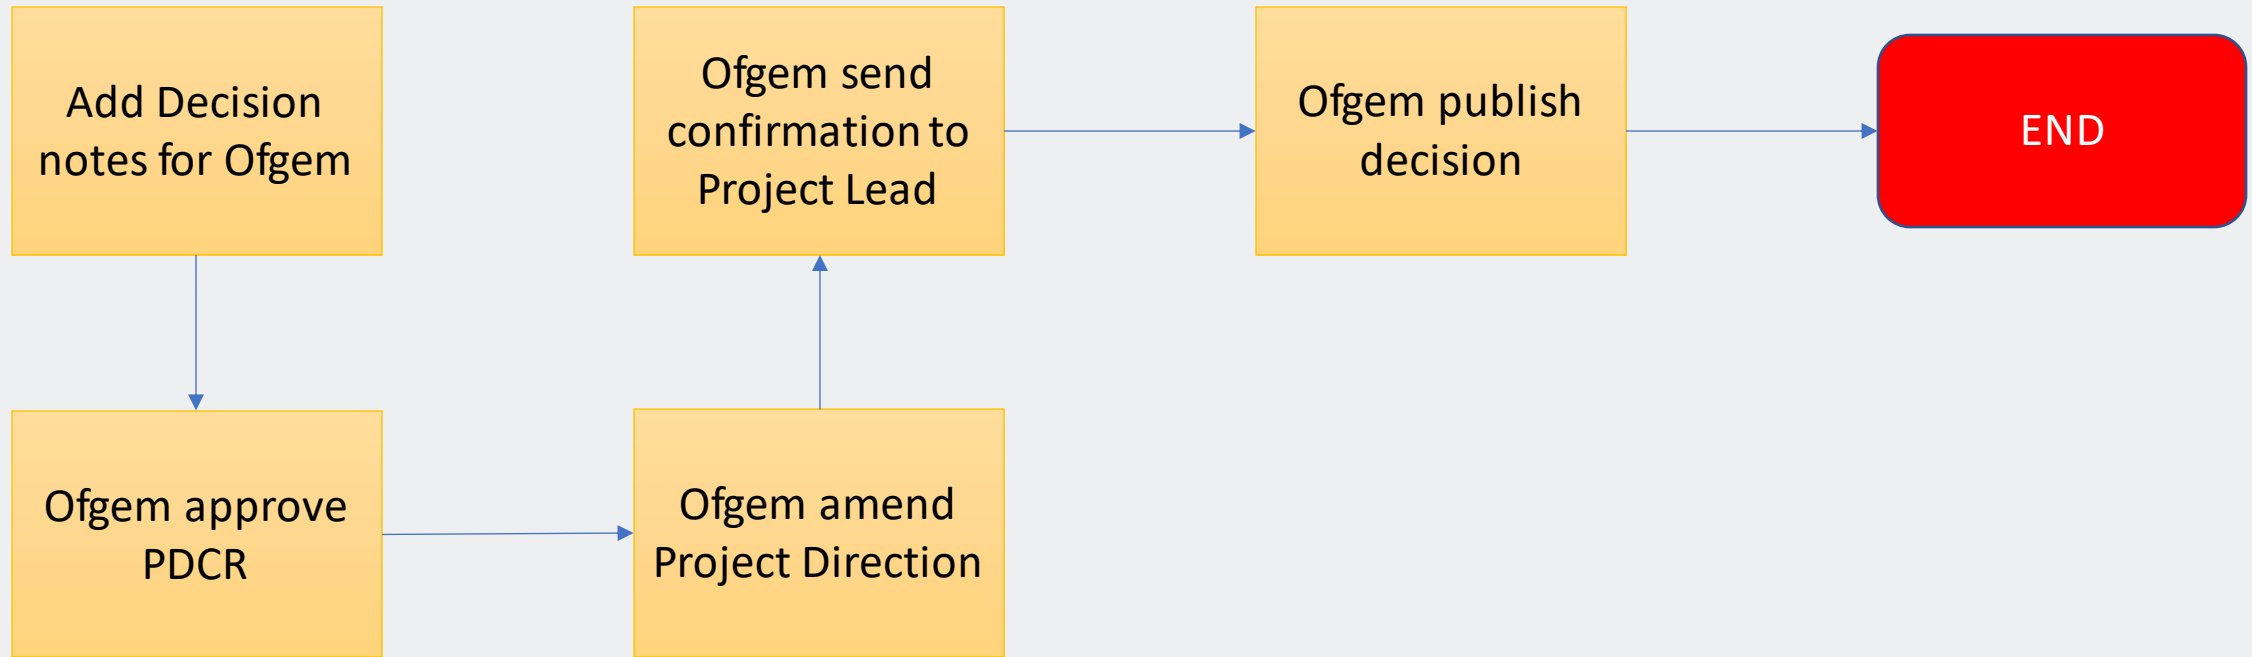 Add Decision
notes for Ofgem
Ofgem approve
PDCR
Ofgem amend
Project Direction
Ofgem send
confirmation to
Project Lead
Ofgem publish
decision
END